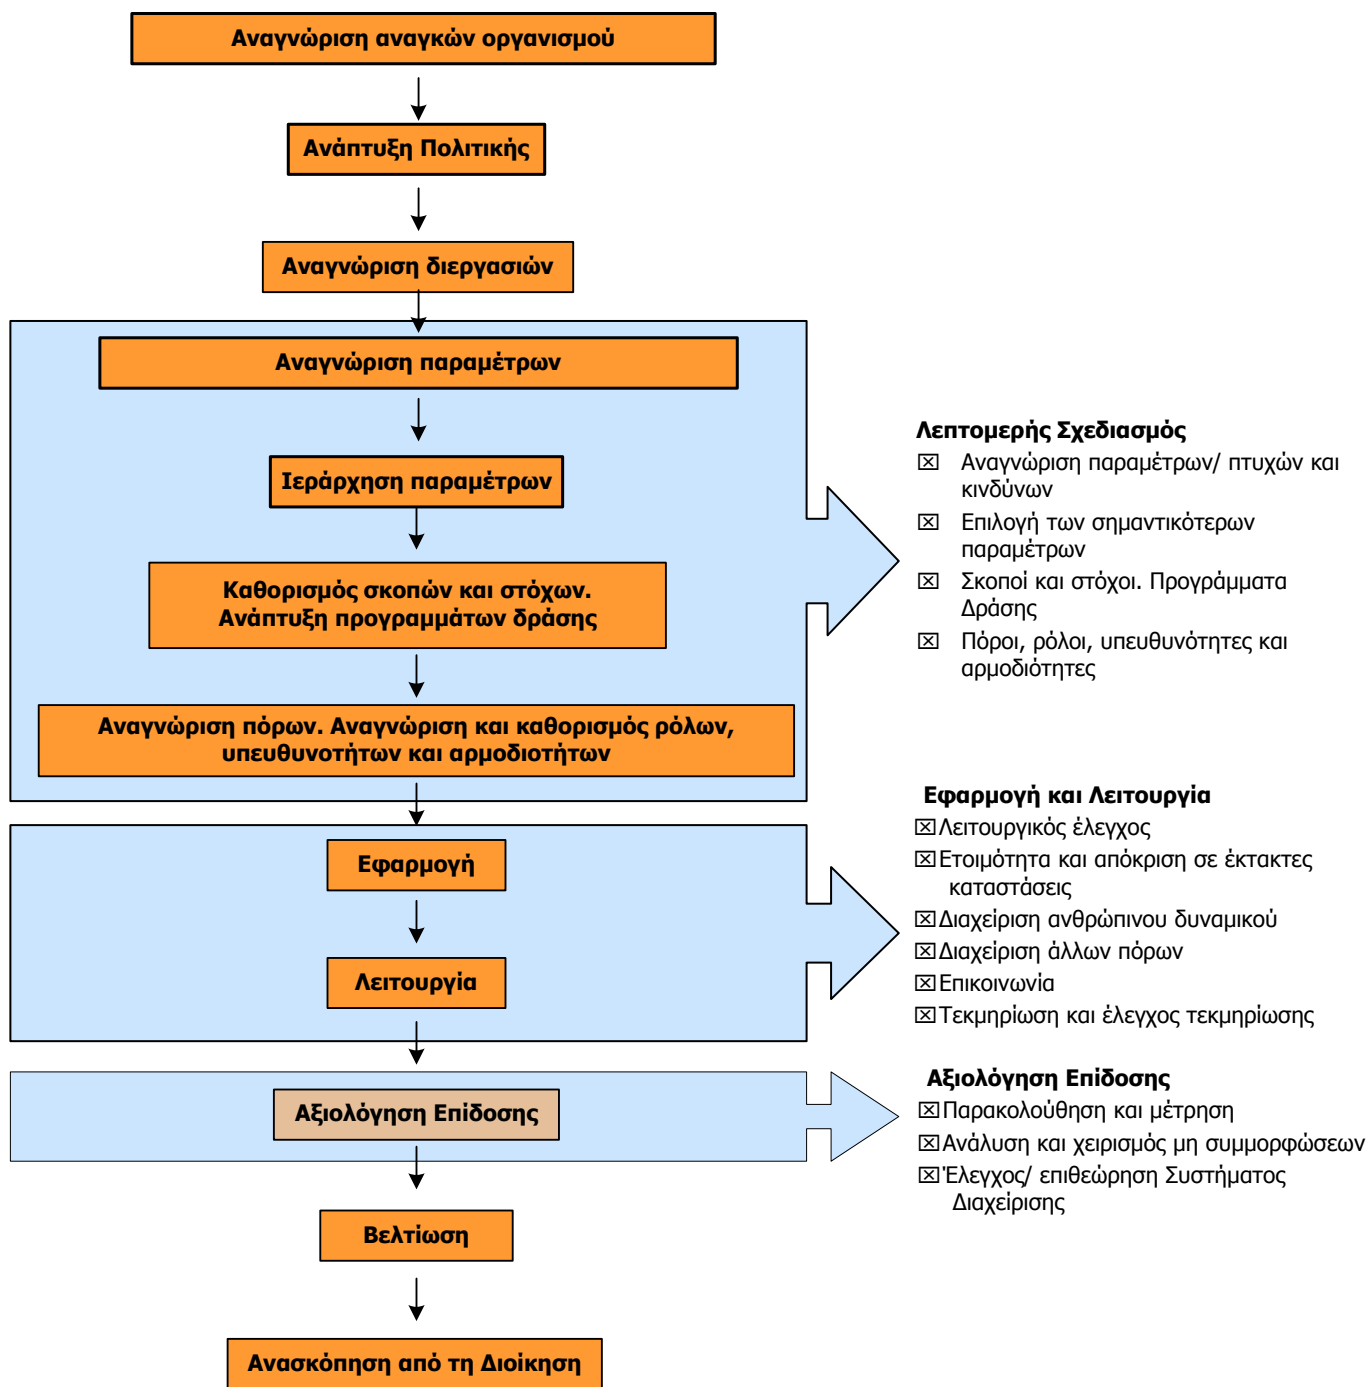 Αναγνώριση αναγκών οργανισμού
Ανάπτυξη Πολιτικής
Αναγνώριση διεργασιών
Αναγνώριση παραμέτρων
Ιεράρχηση παραμέτρων
Καθορισμός σκοπών και στόχων.
Ανάπτυξη προγραμμάτων δράσης
Αναγνώριση πόρων. Αναγνώριση και καθορισμός ρόλων,
υπευθυνοτήτων και αρμοδιοτήτων
Λεπτομερής Σχεδιασμός
☒ Αναγνώριση παραμέτρων/ πτυχών και
κινδύνων
☒ Επιλογή των σημαντικότερων
παραμέτρων
☒ Σκοποί και στόχοι. Προγράμματα
Δράσης
☒ Πόροι, ρόλοι, υπευθυνότητες και
αρμοδιότητες
Εφαρμογή
Λειτουργία
Εφαρμογή και Λειτουργία
☒Λειτουργικός έλεγχος
☒Ετοιμότητα και απόκριση σε έκτακτες
καταστάσεις
☒Διαχείριση ανθρώπινου δυναμικού
☒Διαχείριση άλλων πόρων
☒Επικοινωνία
☒Τεκμηρίωση και έλεγχος τεκμηρίωσης
Αξιολόγηση Επίδοσης
Αξιολόγηση Επίδοσης
☒Παρακολούθηση και μέτρηση
☒Ανάλυση και χειρισμός μη συμμορφώσεων
☒Έλεγχος/ επιθεώρηση Συστήματος
Διαχείρισης
Βελτίωση
Ανασκόπηση από τη Διοίκηση